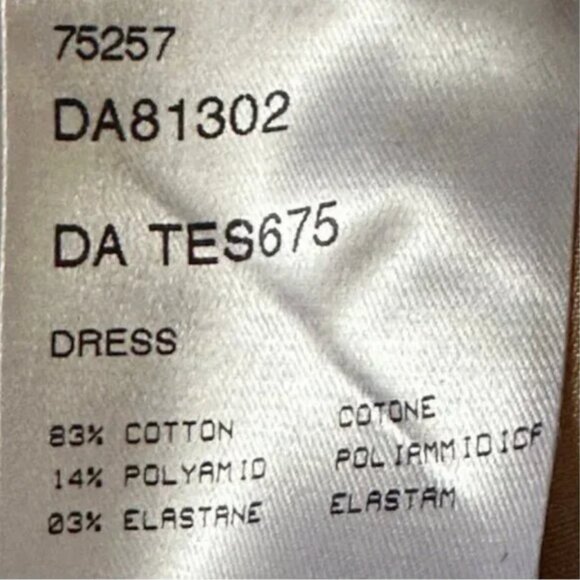 75257
DA81302
DA TES675
DRESS
83% COTTON COTONE
14% POLYAMID POLIAMMIDICF
03% ELASTANE ELASTAM